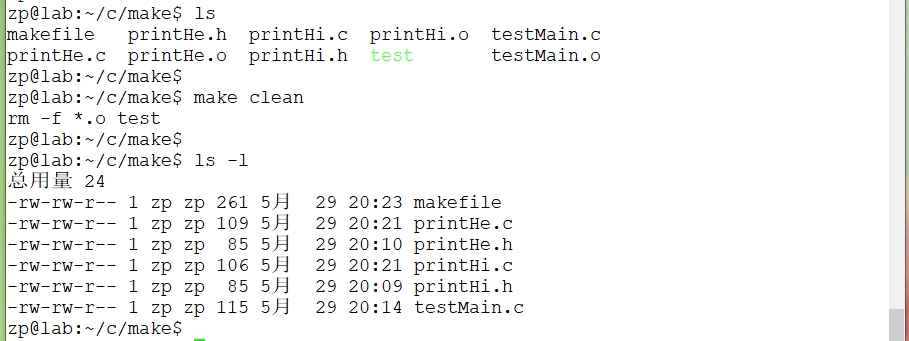 zp@lab:~/c/make$ ls
makefile   printHe.h  printHi.c  printHi.o  testMain.c
printHe.c  printHe.o  printHi.h  test       testMain.o
zp@lab:~/c/make$
zp@lab:~/c/make$ make clean
rm -f *.o test
zp@lab:~/c/make$
zp@lab:~/c/make$ ls -l
总用量 24
-rw-rw-r-- 1 zp zp 261 5月  29 20:23 makefile
-rw-rw-r-- 1 zp zp 109 5月  29 20:21 printHe.c
-rw-rw-r-- 1 zp zp  85 5月  29 20:10 printHe.h
-rw-rw-r-- 1 zp zp 106 5月  29 20:21 printHi.c
-rw-rw-r-- 1 zp zp  85 5月  29 20:09 printHi.h
-rw-rw-r-- 1 zp zp 115 5月  29 20:14 testMain.c
zp@lab:~/c/make$